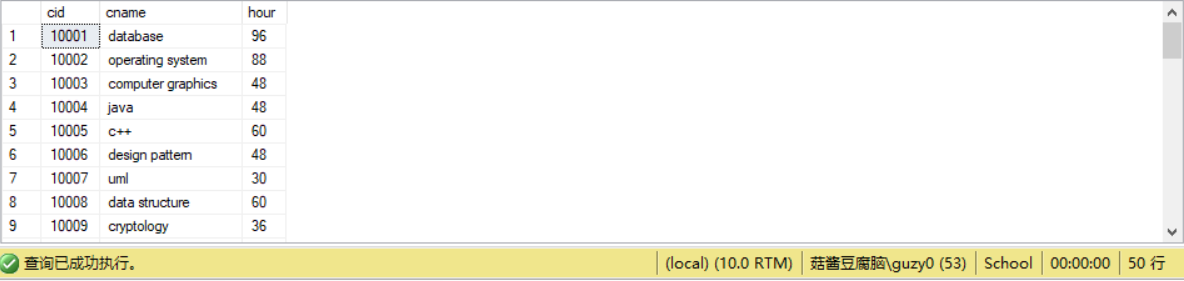 cid cname hour
1 10001 database 96
2 10002 operating system 88
3 10003 computer graphics 48
4 10004 java 48
5 10005 c++ 60
6 10006 design pattern 48
7 10007 uml 30
8 10008 data structure 60
9 10009 cryptology 36
查询已成功执行。 (local) (10.0 RTM) 菇酱豆腐脑\guzy0 (53) School 00:00:00 50 行